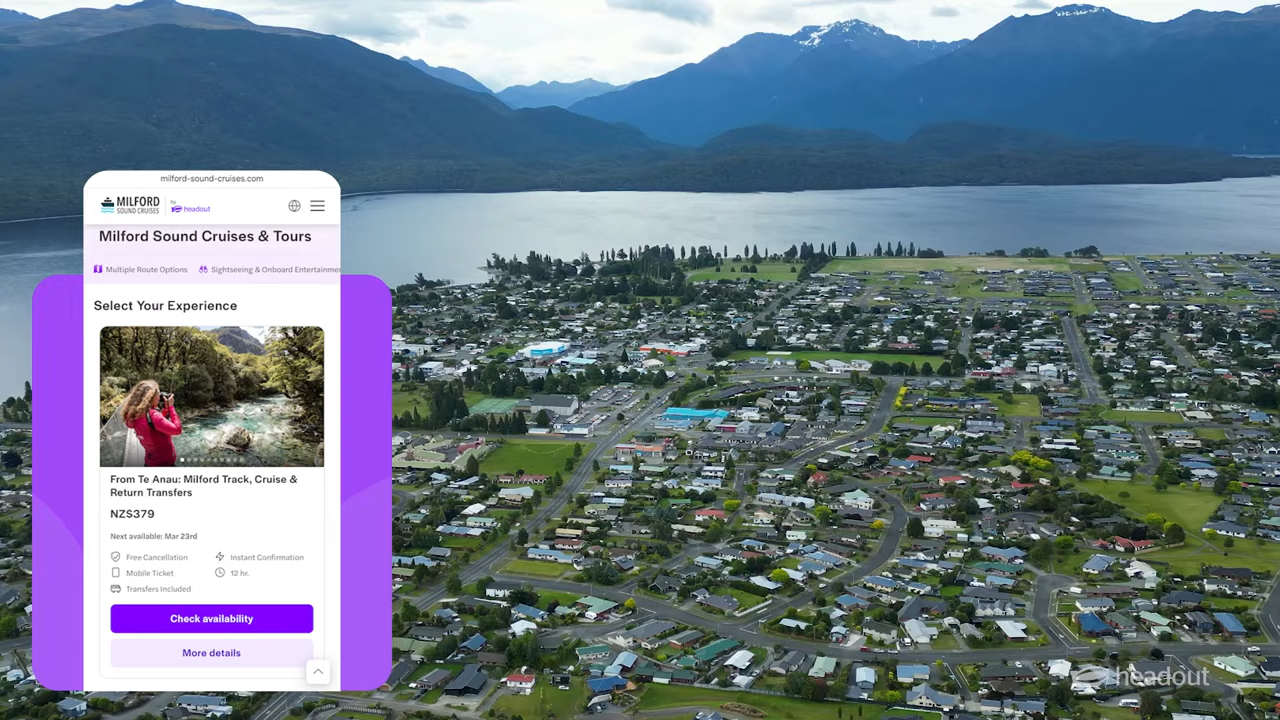 milford-sound-cruises.com
MILFORD
SOUND CRUISES
by
headout
Milford Sound Cruises & Tours
Multiple Route Options
Sightseeing & Onboard Entertainme
Select Your Experience
From Te Anau: Milford Track, Cruise &
Return Transfers
NZ$379
Next available: Mar 23rd
Free Cancellation
Instant Confirmation
Mobile Ticket
12 hr.
Transfers Included
Check availability
More details
headout